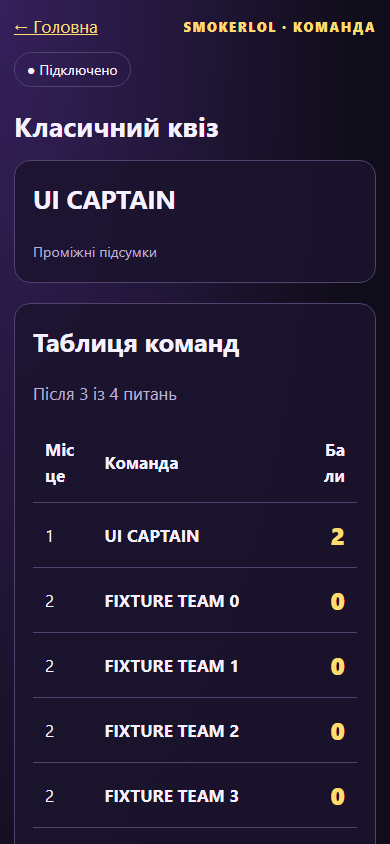 ← Головна
SMOKERLOL · КОМАНДА
● Підключено
Класичний квіз
UI CAPTAIN
Проміжні підсумки
Таблиця команд
Після 3 із 4 питань
Міс
це
Команда
Ба
ли
1 UI CAPTAIN 2
2 FIXTURE TEAM 0 0
2 FIXTURE TEAM 1 0
2 FIXTURE TEAM 2 0
2 FIXTURE TEAM 3 0